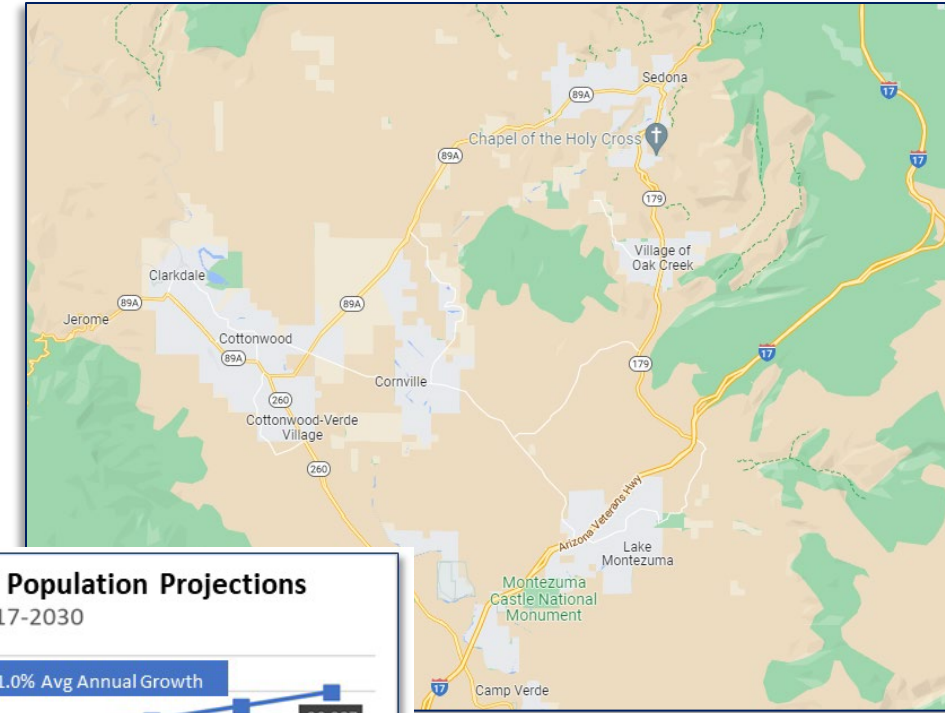 Sedona
89A
17
Chapel of the Holy Cross
17
89A
179
Village of
Oak Creek
Clarkdale
89A
89A
Jerome
Cottonwood
17
89A
179
Cornville
260
Cottonwood-Verde
Village
260
Arizona Veterans Hwy
Lake
Montezuma
Montezuma
Castle National
Monument
17
Camp Verde
Population Projections
17-2030
1.0% Avg Annual Growth